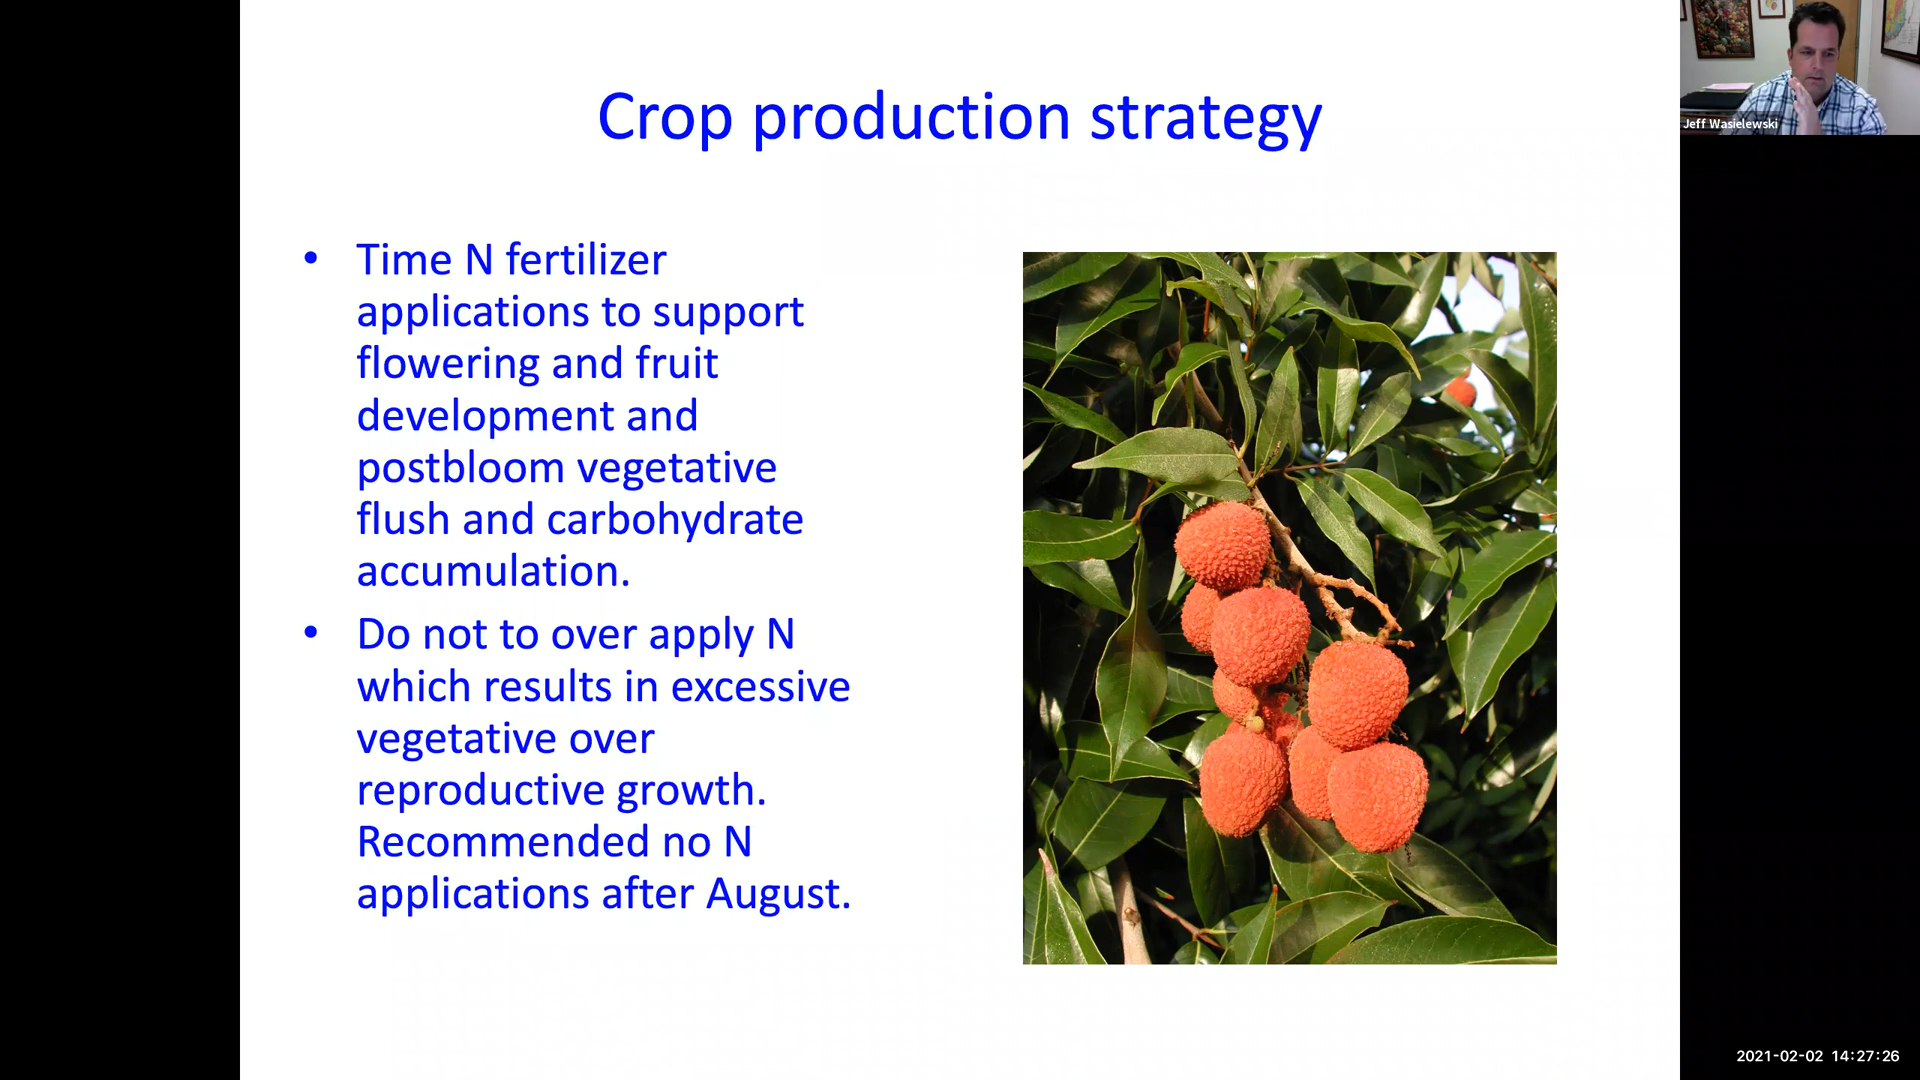 Crop production strategy
• Time N fertilizer
applications to support
flowering and fruit
development and
postbloom vegetative
flush and carbohydrate
accumulation.
• Do not to over apply N
which results in excessive
vegetative over
reproductive growth.
Recommended no N
applications after August.
Jeff Wasielewski
2021-02-02 14:27:26